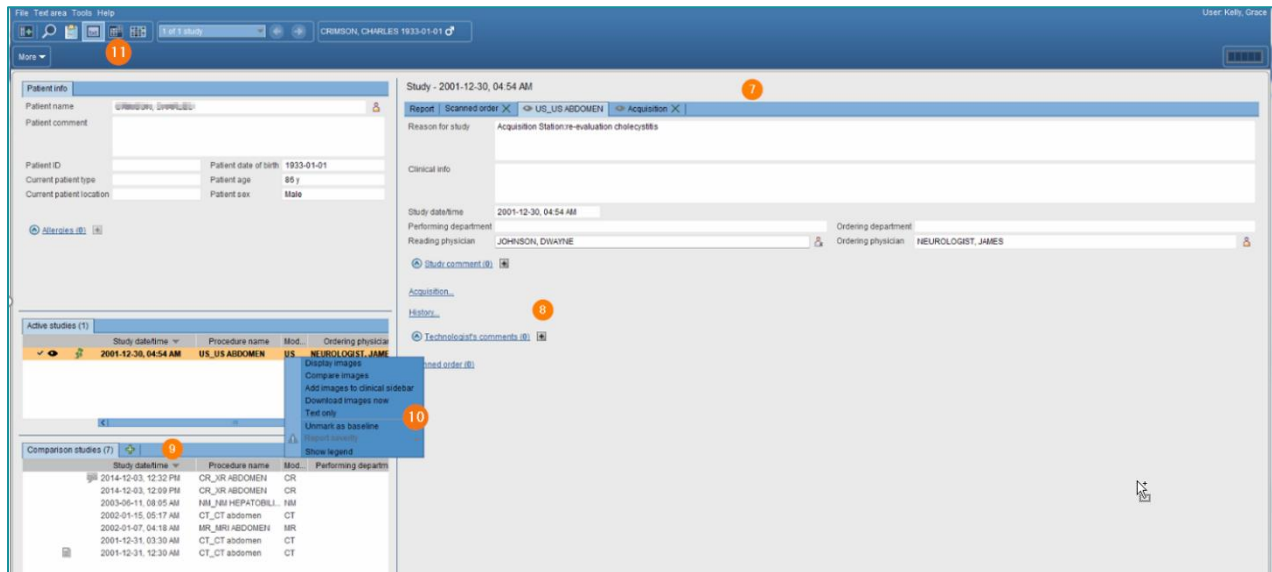 File Text area Tools Help
User: Kelly, Grace
1 of 1 study
CRIMSON, CHARLES 1933-01-01
11
More
Patient info
Patient name
Patient comment
Patient ID
Patient date of birth 1933-01-01
Current patient type
Patient age 86 y
Current patient location
Patient sex Male
Allergies (0)
Active studies (1)
Study date/time Procedure name Mod... Ordering physicia
2001-12-30, 04:54 AM US_US ABDOMEN US NEUROLOGIST, JAME
Display images
Compare images
Add images to clinical sidebar
Download images now
Text only
10
Unmark as baseline
Report severity
Show legend
Comparison studies (7)
9
Study date/time Procedure name Mod... Performing departm
2014-12-03, 12:32 PM CR_XR ABDOMEN CR
2014-12-03, 12:09 PM CR_XR ABDOMEN CR
2003-06-11, 08:05 AM NM_NM HEPATOBILI... NM
2002-01-15, 05:17 AM CT_CT abdomen CT
2002-01-07, 04:18 AM MR_MRI ABDOMEN MR
2001-12-31, 03:30 AM CT_CT abdomen CT
2001-12-31, 12:30 AM CT_CT abdomen CT
Study - 2001-12-30, 04:54 AM
7
Report Scanned order US_US ABDOMEN Acquisition
Reason for study Acquisition Station:re-evaluation cholecystitis
Clinical info
Study date/time 2001-12-30, 04:54 AM
Performing department
Ordering department
Reading physician JOHNSON, DWAYNE
Ordering physician NEUROLOGIST, JAMES
Study comment (0)
Acquisition...
History...
8
Technologist's comments (0)
nned order (0)